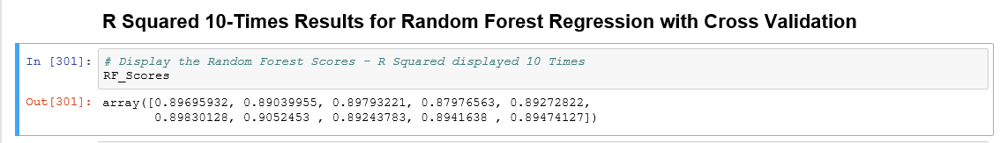 R Squared 10-Times Results for Random Forest Regression with Cross Validation
In [301]: # Display the Random Forest Scores - R Squared displayed 10 Times
RF_Scores
Out[301]: array([0.89695932, 0.89039955, 0.89793221, 0.87976563, 0.89272822,
0.89830128, 0.9052453 , 0.89243783, 0.8941638 , 0.89474127])